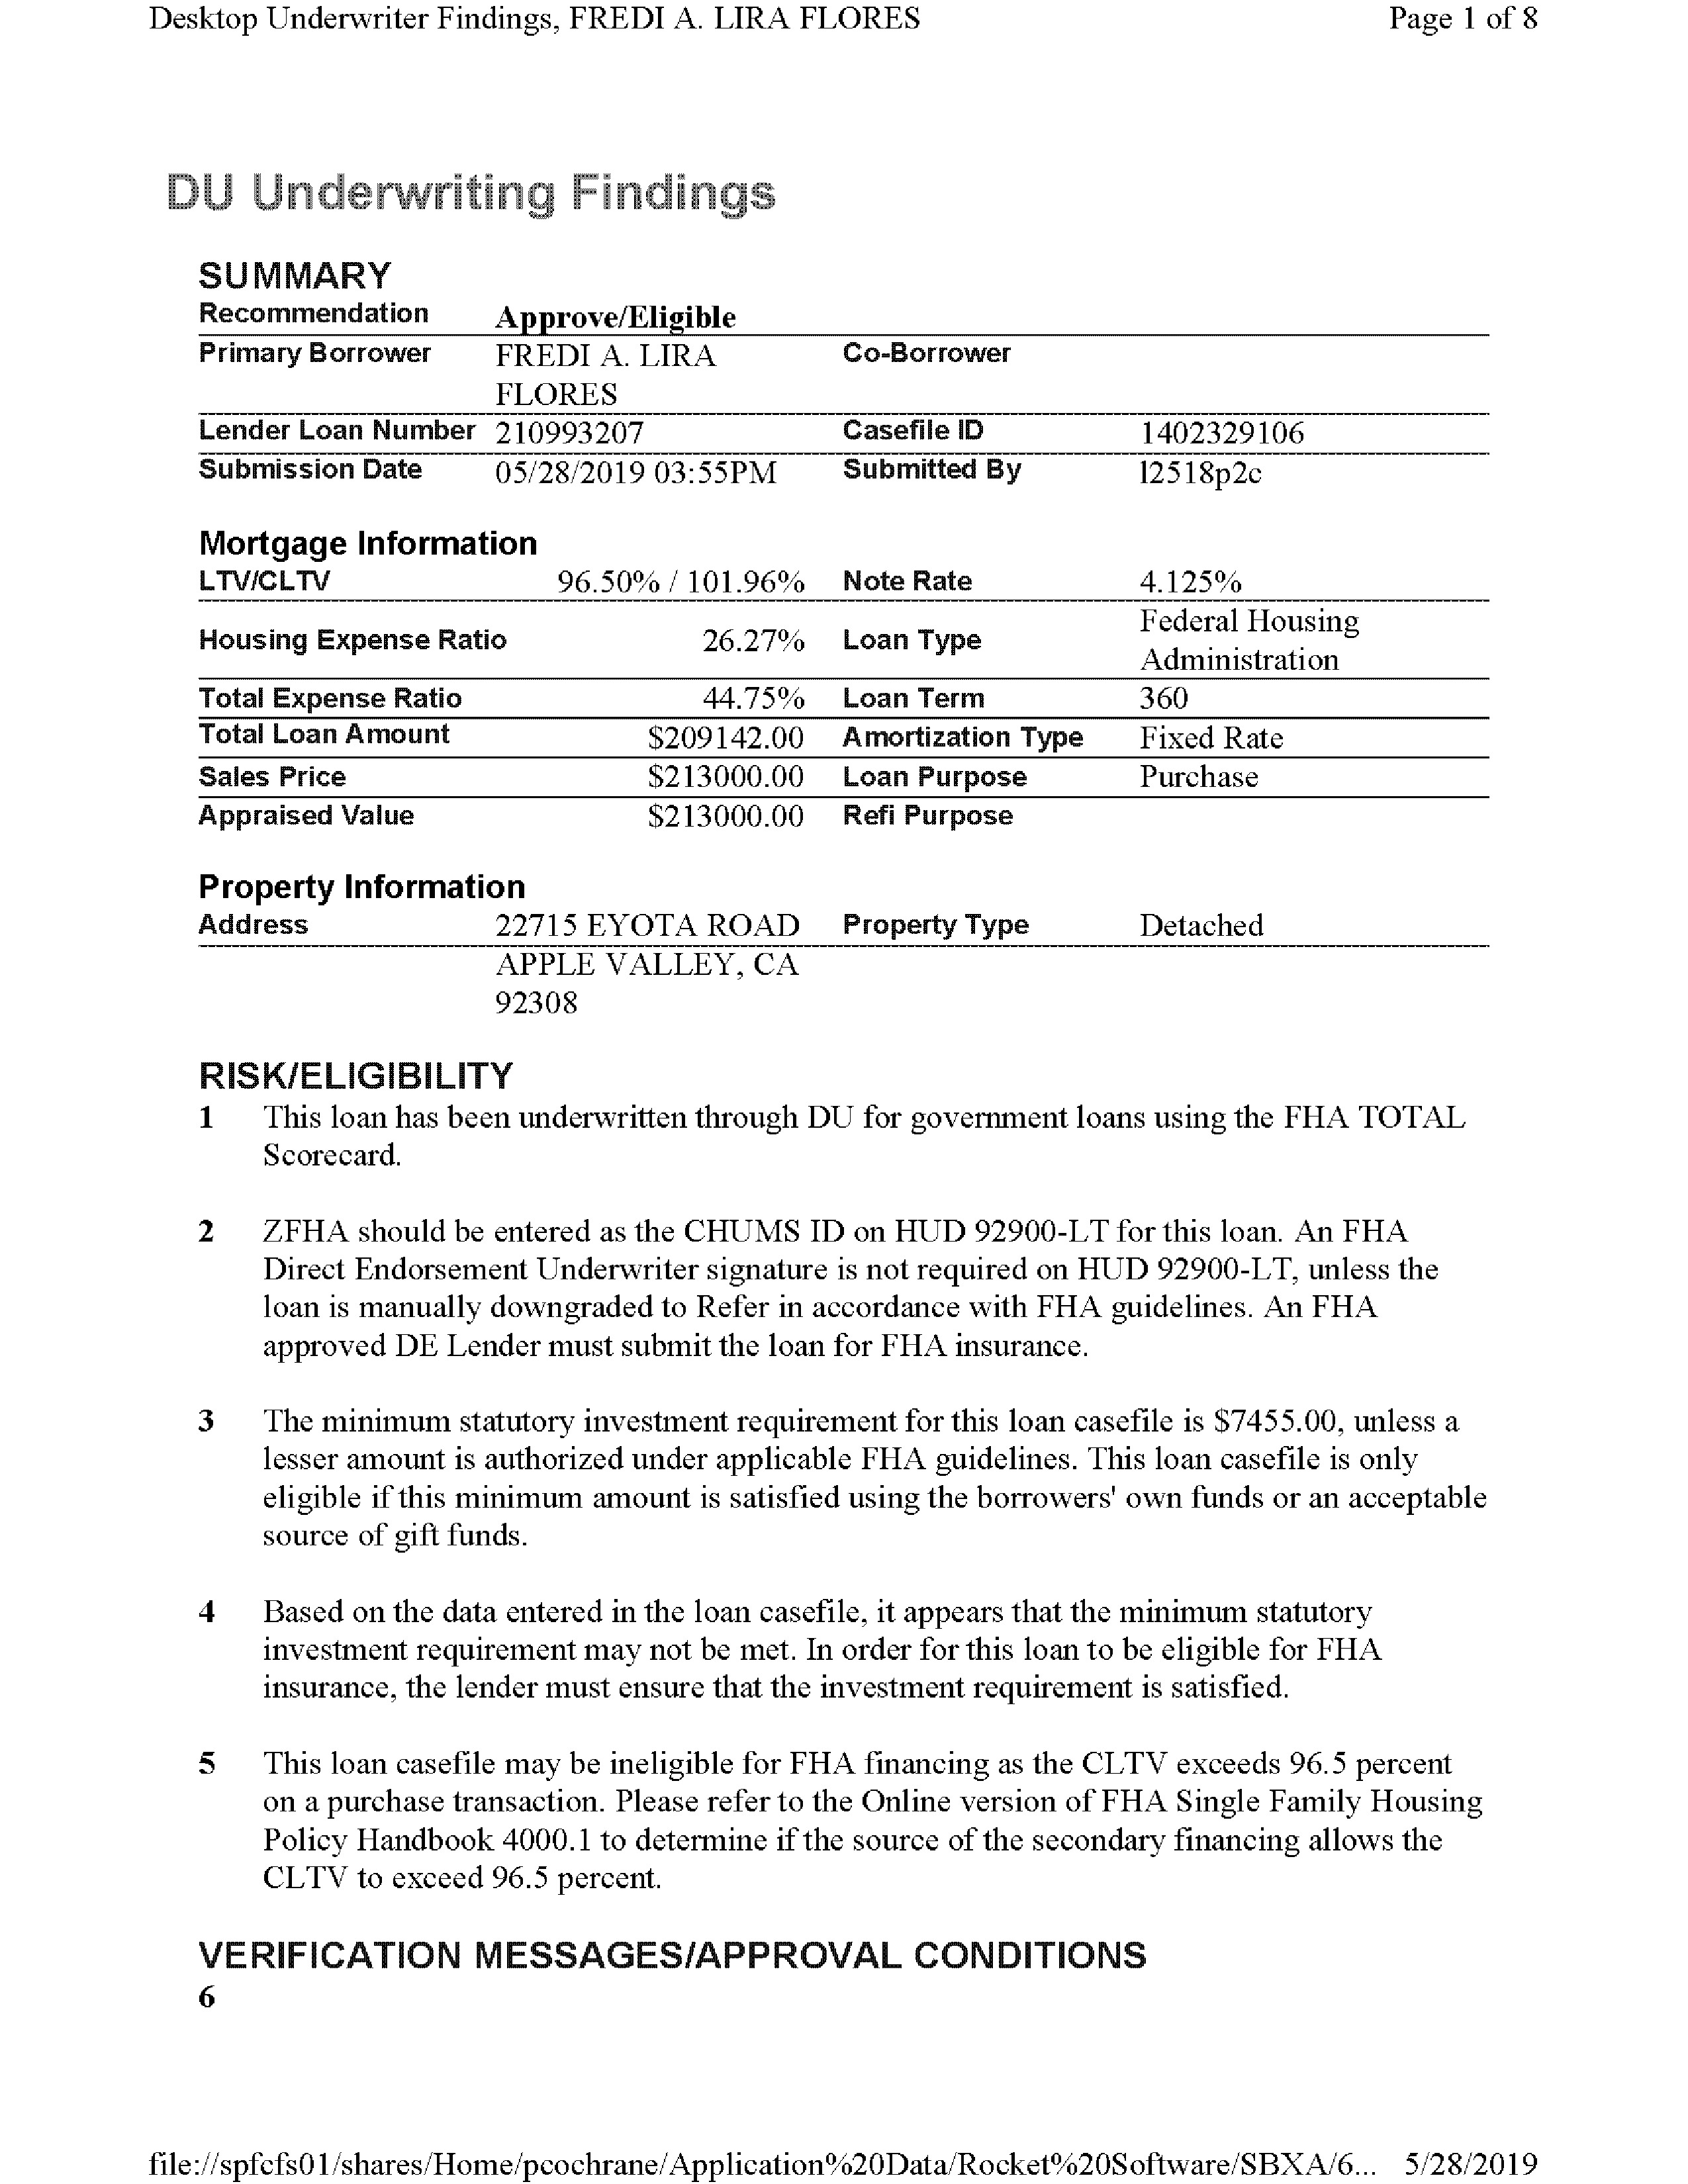 Desktop Underwriter Findings, FREDI A. LIRA FLORES Page 1 of 8
DU Underwriting Findings
SUMMARY
Recommendation Approve/Eligible
Primary Borrower FREDI A. LIRA Co-Borrower
FLORES
Lender Loan Number 210993207 Casefile ID 1402329106
Submission Date 05/28/2019 03:55PM Submitted By l2518p2c
Mortgage Information
LTV/CLTV 96.50% / 101.96% Note Rate 4.125%
Housing Expense Ratio 26.27% Loan Type Federal Housing
Administration
Total Expense Ratio 44.75% Loan Term 360
Total Loan Amount $209142.00 Amortization Type Fixed Rate
Sales Price $213000.00 Loan Purpose Purchase
Appraised Value $213000.00 Refi Purpose
Property Information
Address 22715 EYOTA ROAD Property Type Detached
APPLE VALLEY, CA
92308
RISK/ELIGIBILITY
1 This loan has been underwritten through DU for government loans using the FHA TOTAL
Scorecard.
2 ZFHA should be entered as the CHUMS ID on HUD 92900-LT for this loan. An FHA
Direct Endorsement Underwriter signature is not required on HUD 92900-LT, unless the
loan is manually downgraded to Refer in accordance with FHA guidelines. An FHA
approved DE Lender must submit the loan for FHA insurance.
3 The minimum statutory investment requirement for this loan casefile is $7455.00, unless a
lesser amount is authorized under applicable FHA guidelines. This loan casefile is only
eligible if this minimum amount is satisfied using the borrowers' own funds or an acceptable
source of gift funds.
4 Based on the data entered in the loan casefile, it appears that the minimum statutory
investment requirement may not be met. In order for this loan to be eligible for FHA
insurance, the lender must ensure that the investment requirement is satisfied.
5 This loan casefile may be ineligible for FHA financing as the CLTV exceeds 96.5 percent
on a purchase transaction. Please refer to the Online version of FHA Single Family Housing
Policy Handbook 4000.1 to determine if the source of the secondary financing allows the
CLTV to exceed 96.5 percent.
VERIFICATION MESSAGES/APPROVAL CONDITIONS
6
file://spfcfs01/shares/Home/pcochrane/Application%20Data/Rocket%20Software/SBXA/6... 5/28/2019